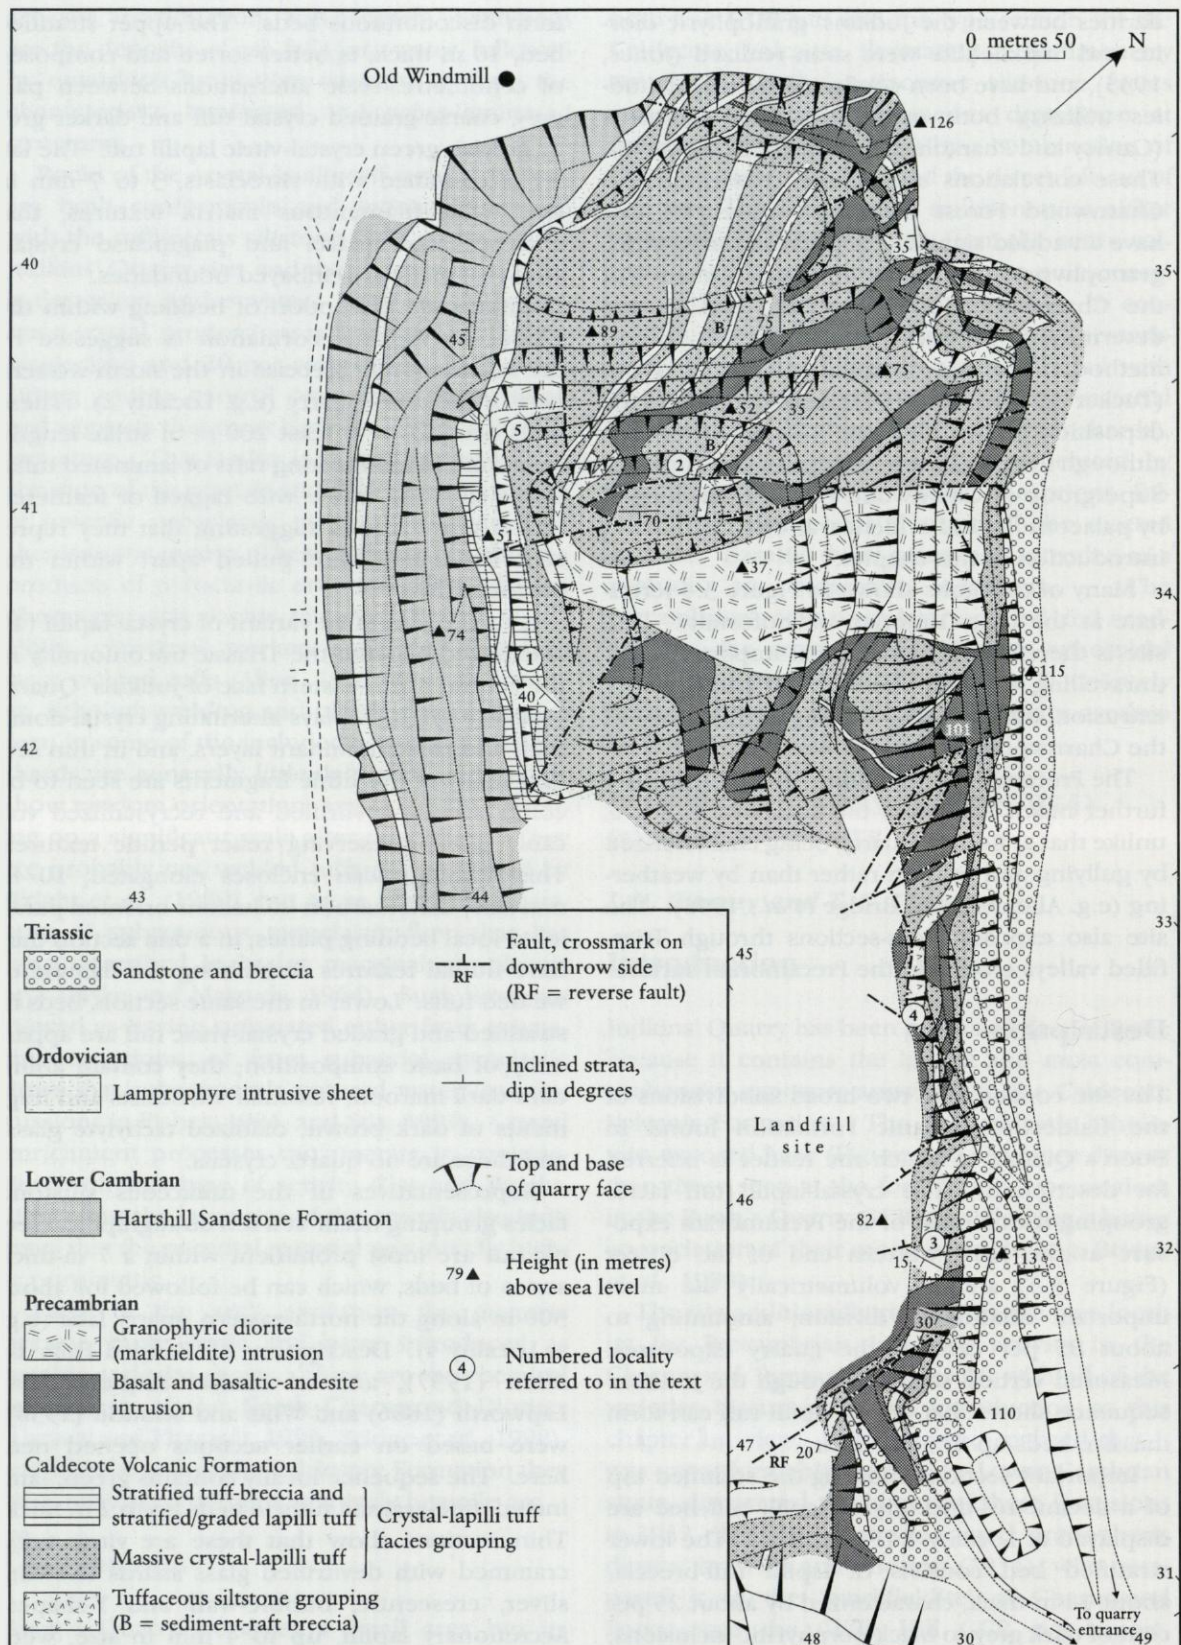 0 metres 50
N
Old Windmill
126
35
40
35
89
B
75
45
75
52
35
5
B
2
41
70
51
37
34
74
1
115
40
101
42
43
44
33
Triassic
Sandstone and breccia
Ordovician
Lamprophyre intrusive sheet
Lower Cambrian
Hartshill Sandstone Formation
Precambrian
Granophyric diorite
(markfieldite) intrusion
Basalt and basaltic-andesite
intrusion
Caldecote Volcanic Formation
Stratified tuff-breccia and
stratified/graded lapilli tuff
Massive crystal-lapilli tuff
Crystal-lapilli tuff
facies grouping
Tuffaceous siltstone grouping
(B = sediment-raft breccia)
RF
Fault, crossmark on
downthrow side
(RF = reverse fault)
Inclined strata,
dip in degrees
Top and base
of quarry face
79
Height (in metres)
above sea level
4
Numbered locality
referred to in the text
45
4
Landfill
site
46
82
3
32
15
113
30
110
47
20
RF
31
To quarry
entrance
48
30
49